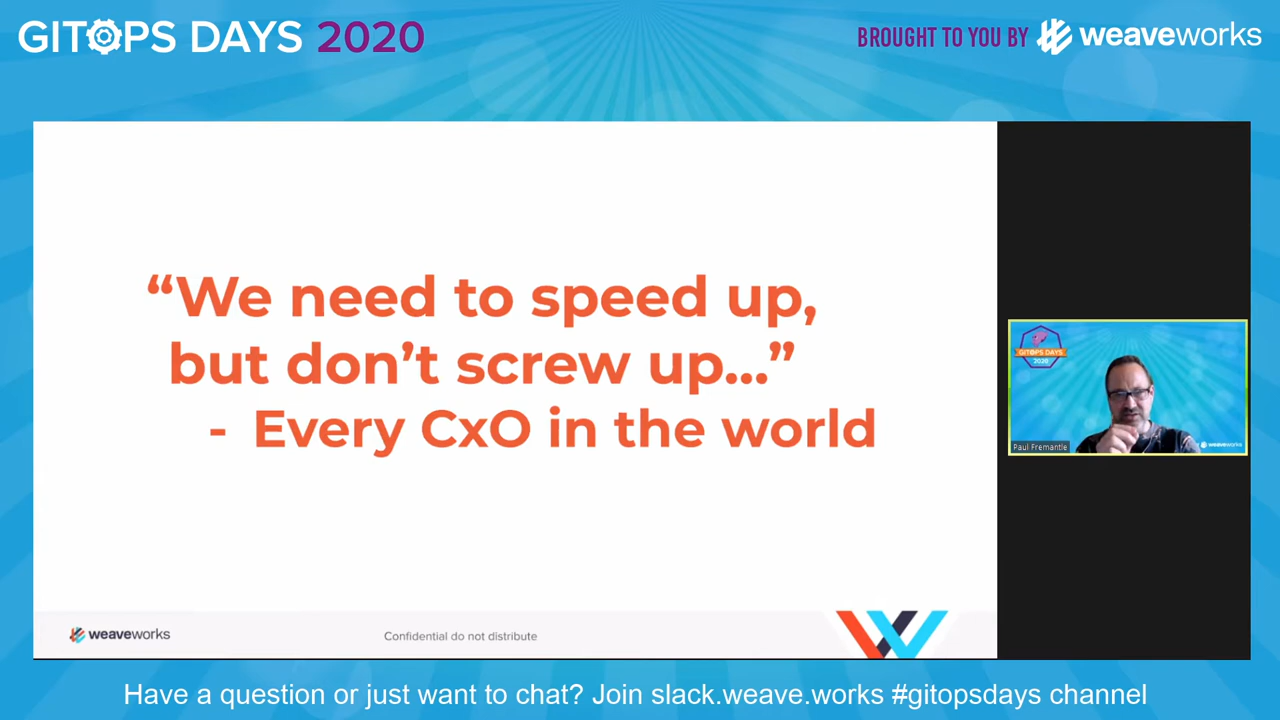 GITOPS DAYS 2020
BROUGHT TO YOU BY weaveworks
“We need to speed up,
but don’t screw up...”
- Every CxO in the world
GITOPS DAYS
2020
Paul Fremantle
weaveworks
weaveworks
Confidential do not distribute
Have a question or just want to chat? Join slack.weave.works #gitopsdays channel